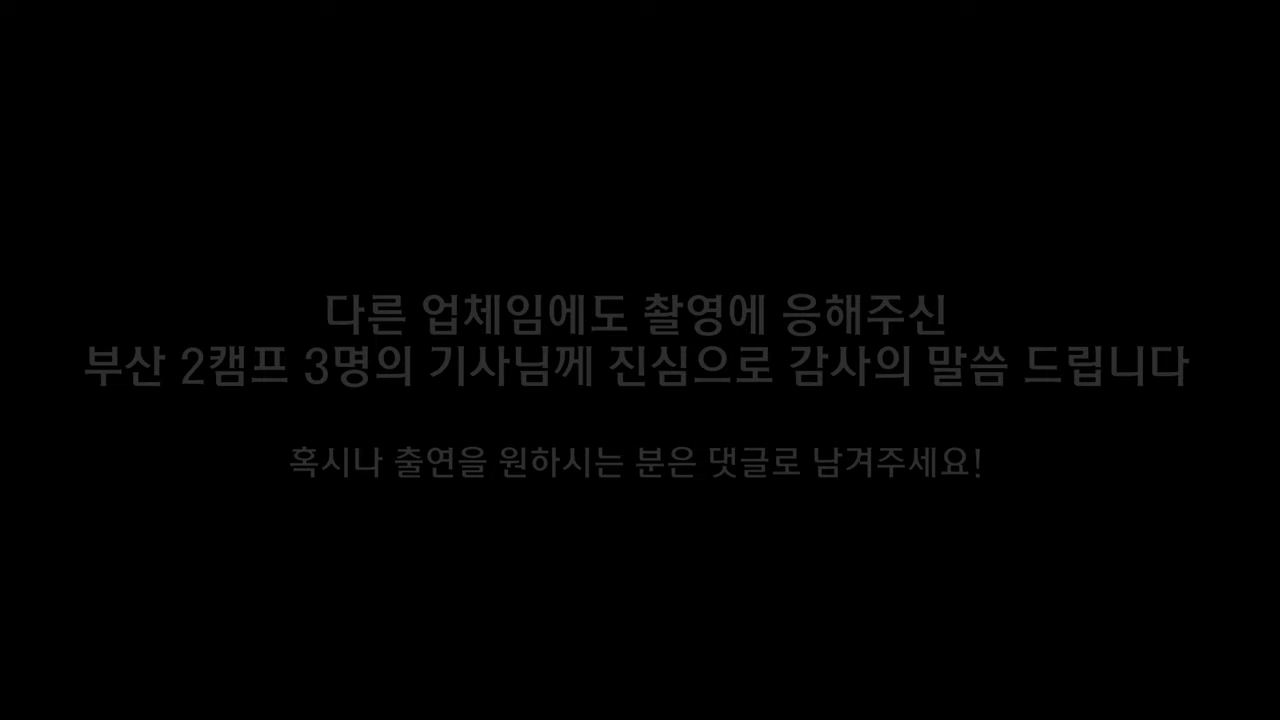 다른 업체임에도 촬영에 응해주신
부산 2캠프 3명의 기사님께 진심으로 감사의 말씀 드립니다
혹시나 출연을 원하시는 분은 댓글로 남겨주세요!